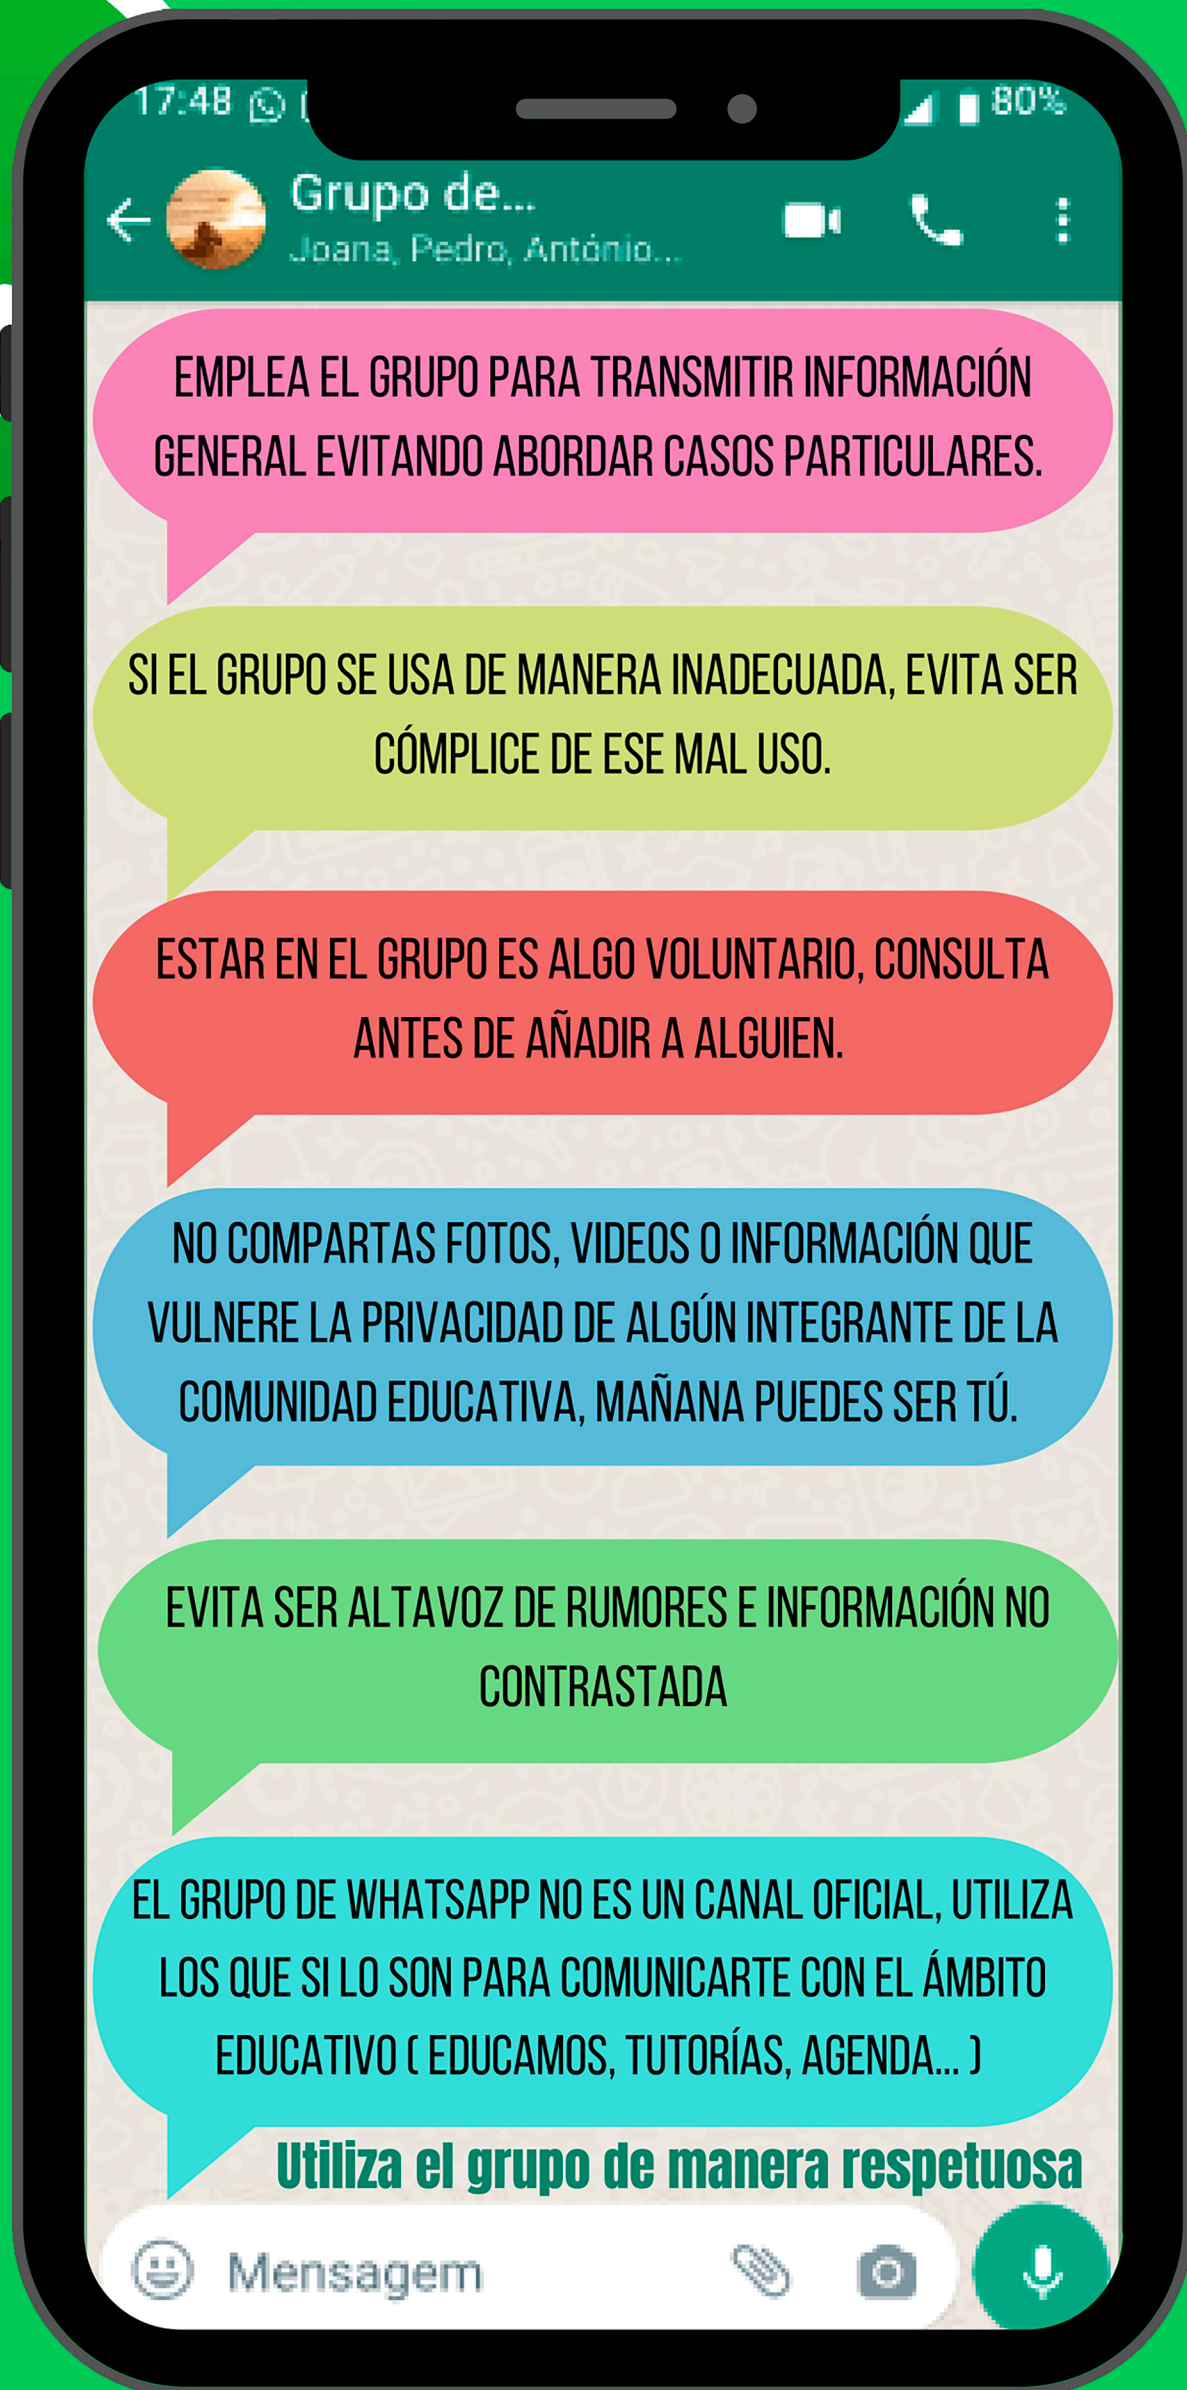 17:48
80%
Grupo de...
Joana, Pedro, António...
EMPLEA EL GRUPO PARA TRANSMITIR INFORMACIÓN
GENERAL EVITANDO ABORDAR CASOS PARTICULARES.
SI EL GRUPO SE USA DE MANERA INADECUADA, EVITA SER
CÓMPLICE DE ESE MAL USO.
ESTAR EN EL GRUPO ES ALGO VOLUNTARIO, CONSULTA
ANTES DE AÑADIR A ALGUIEN.
NO COMPARTAS FOTOS, VIDEOS O INFORMACIÓN QUE
VULNERE LA PRIVACIDAD DE ALGÚN INTEGRANTE DE LA
COMUNIDAD EDUCATIVA, MAÑANA PUEDES SER TÚ.
EVITA SER ALTAVOZ DE RUMORES E INFORMACIÓN NO
CONTRASTADA
EL GRUPO DE WHATSAPP NO ES UN CANAL OFICIAL, UTILIZA
LOS QUE SI LO SON PARA COMUNICARTE CON EL ÁMBITO
EDUCATIVO ( EDUCAMOS, TUTORÍAS, AGENDA... )
Utiliza el grupo de manera respetuosa
Mensagem